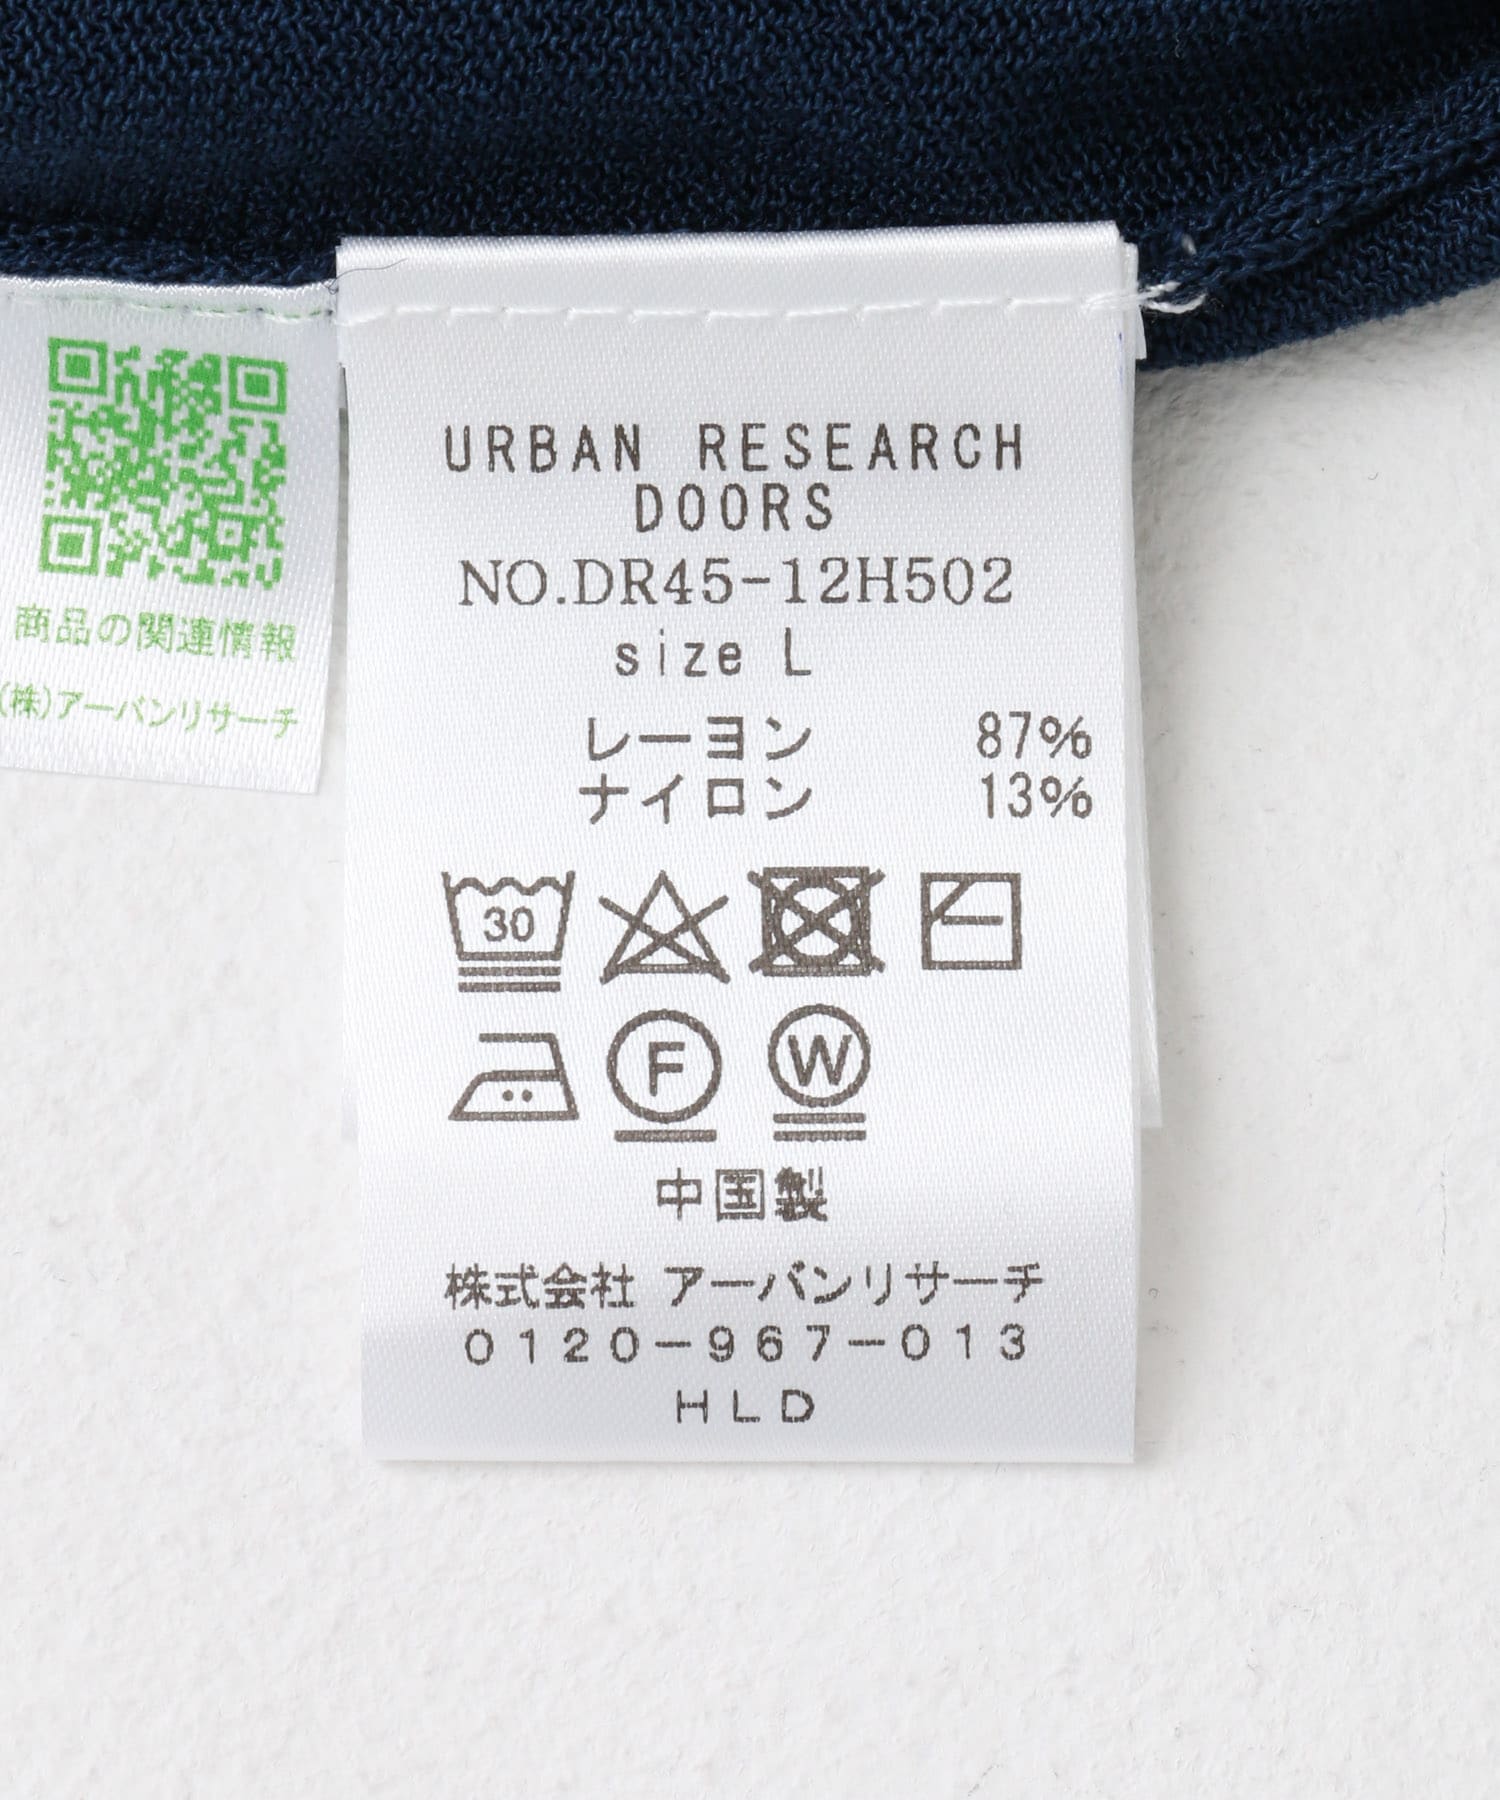 商品の関連情報
(株)アーバンリサーチ
URBAN RESEARCH
DOORS
NO.DR45-12H502
size L
レーヨン 87%
ナイロン 13%
30
F
W
中国製
株式会社 アーバンリサーチ
0120-967-013
HLD